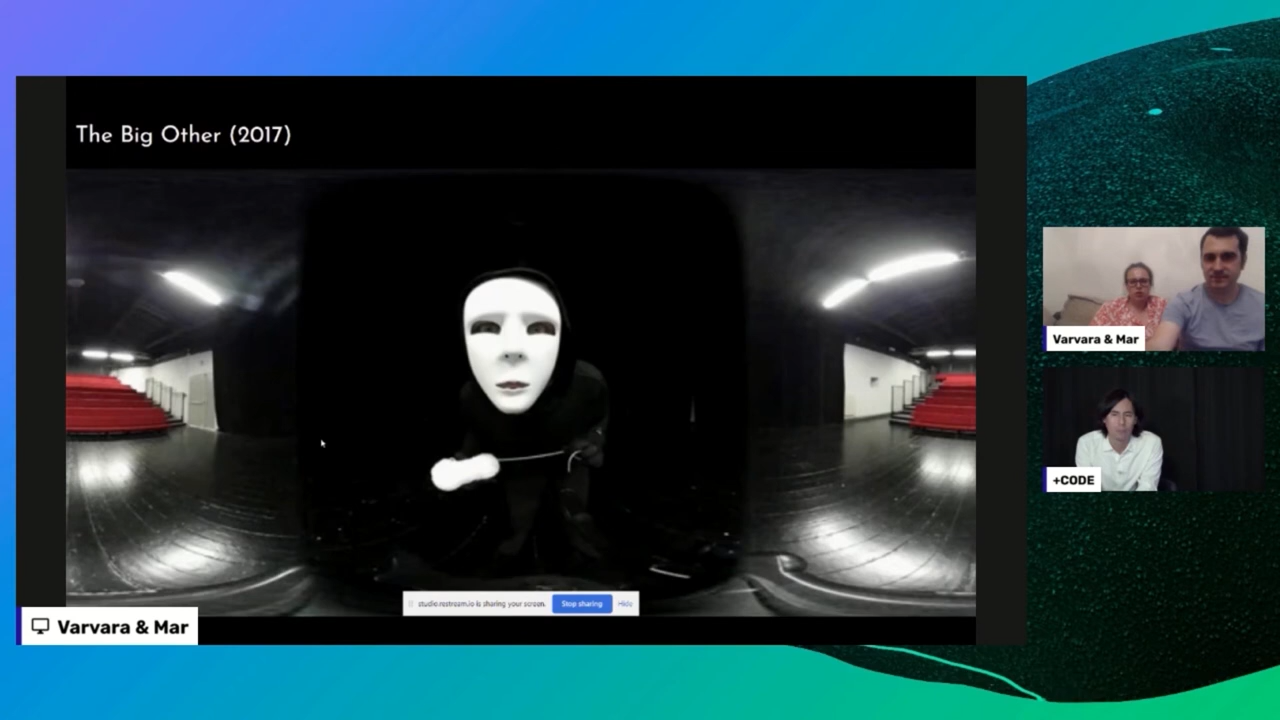 The Big Other (2017)
studio.restream.io is sharing your screen. Stop sharing Hide
Varvara & Mar
Varvara & Mar
+CODE